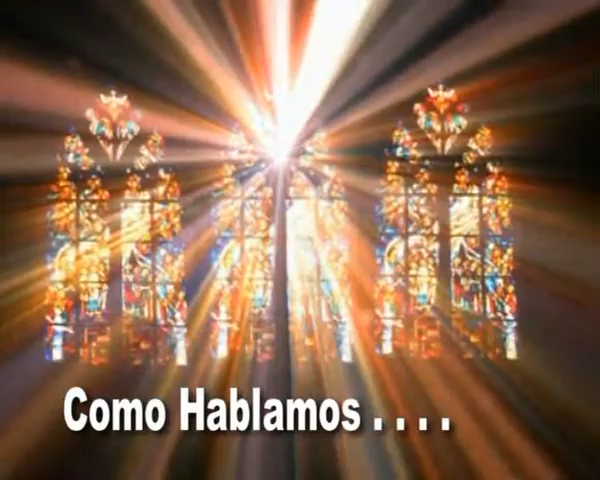 Como Hablamos . . . .